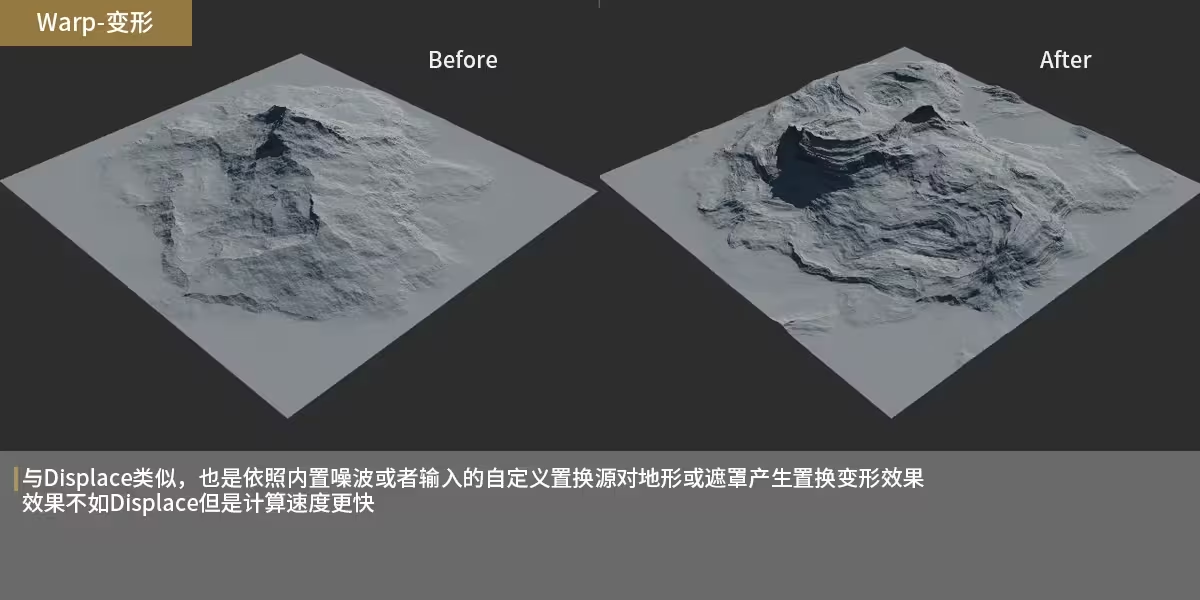 Warp-变形
Before
After
与Displace类似，也是依照内置噪波或者输入的自定义置换源对地形或遮罩产生置换变形效果
效果不如Displace但是计算速度更快